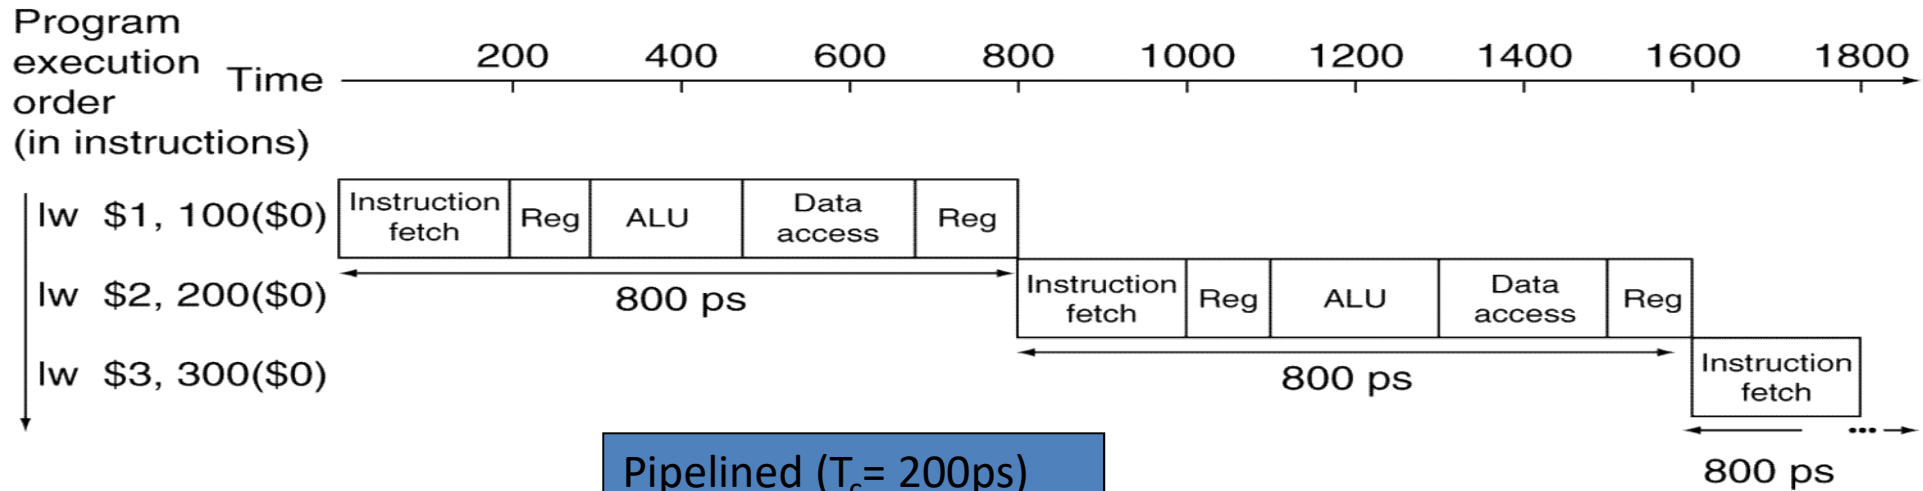 Program
execution
order
(in instructions)
Time
200 400 600 800 1000 1200 1400 1600 1800
lw $1, 100($0)
Instruction fetch Reg ALU Data access Reg
800 ps
lw $2, 200($0)
Instruction fetch Reg ALU Data access Reg
800 ps
lw $3, 300($0)
Instruction fetch
...
800 ps
Pipelined (Tc= 200ps)